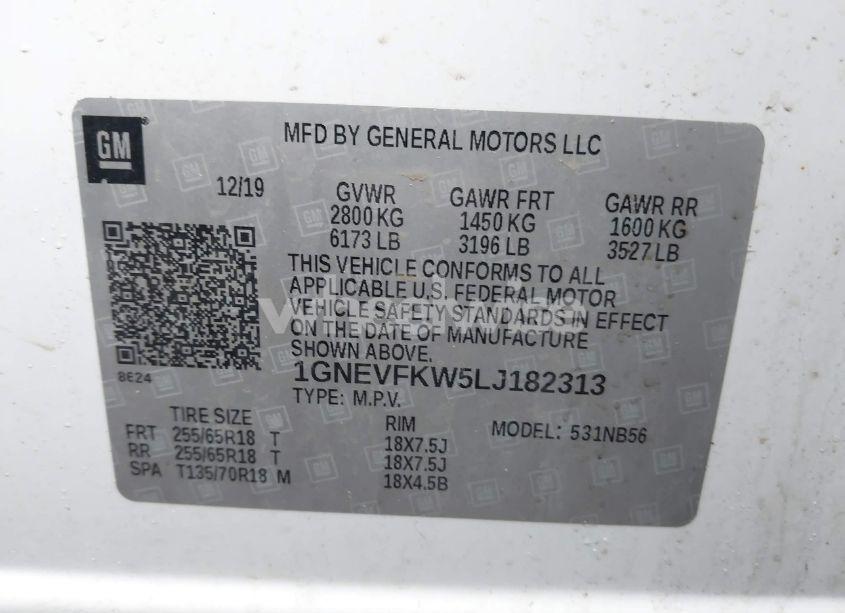 GM
MFD BY GENERAL MOTORS LLC
12/19
GVWR GAWR FRT GAWR RR
2800 KG 1450 KG 1600 KG
6173 LB 3196 LB 3527 LB
THIS VEHICLE CONFORMS TO ALL
APPLICABLE U.S. FEDERAL MOTOR
VEHICLE SAFETY STANDARDS IN EFFECT
ON THE DATE OF MANUFACTURE
SHOWN ABOVE.
8E24
1GNEVFKW5LJ182313
TYPE: M.P.V.
TIRE SIZE RIM MODEL: 531NB56
FRT 255/65R18 T 18X7.5J
RR 255/65R18 T 18X7.5J
SPA T135/70R18 M 18X4.5B